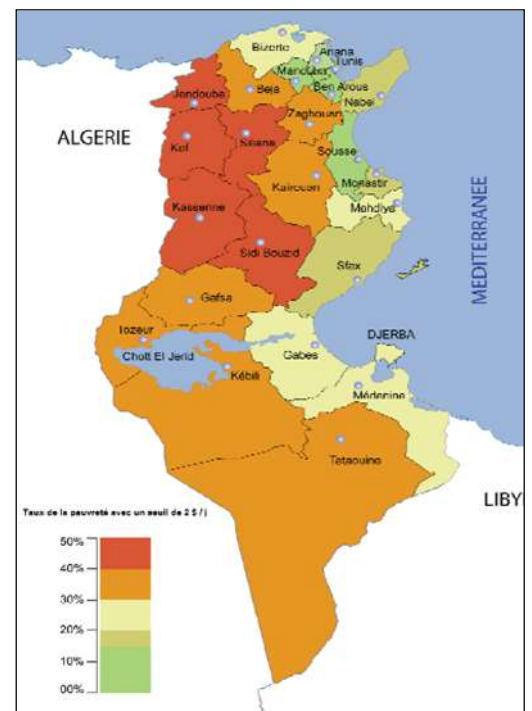 Bizerte
Ariana
Tunis
Manouba
Jendouba
Beja
Ben Arous
Nabel
Zaghouan
ALGERIE
Kef
Siliana
Sousse
Kairouan
Monastir
Mahdiya
Kasserine
Sidi Bouzid
Sfax
MEDITERRANEE
Gafsa
Tozeur
DJERBA
Chott El Jerid
Gabes
Kébili
Médenine
Tataouine
LIBY
Taux de la pauvreté avec un seuil de 2 $ / j
50%
40%
30%
20%
10%
00%